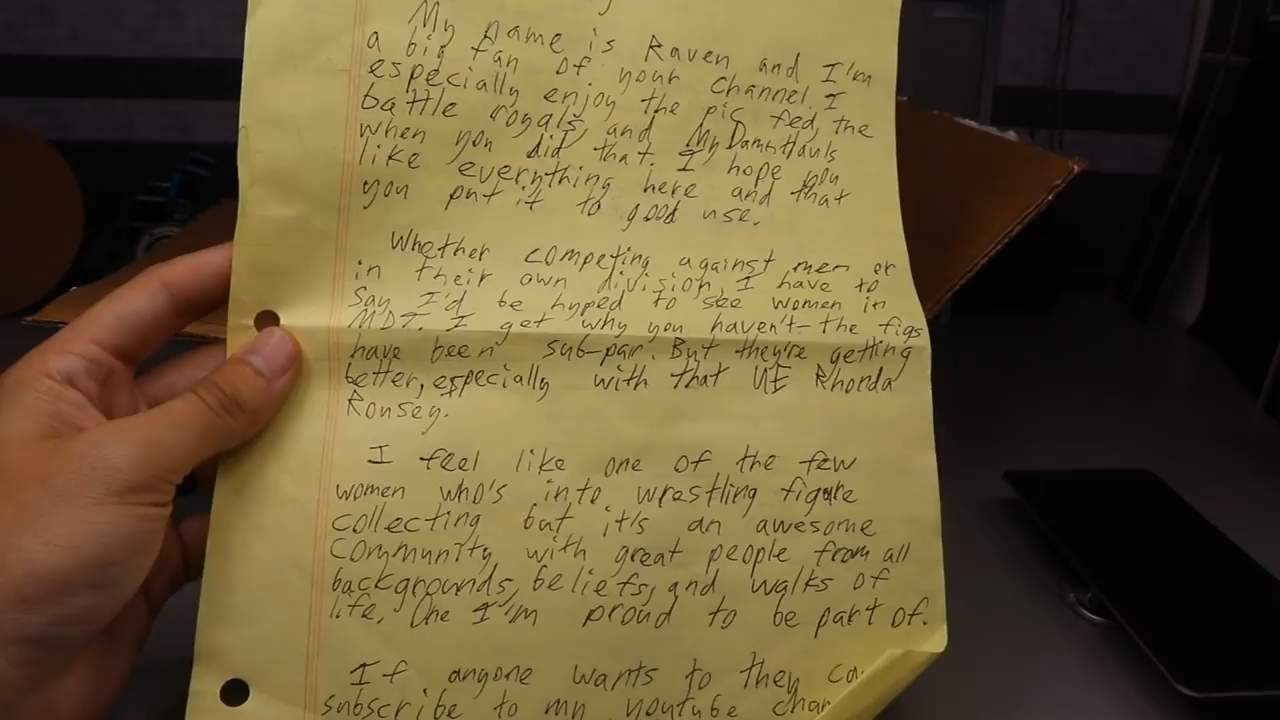 My name is Raven and I'm
a big fan of your channel. I
especially enjoy the pic fed, the
battle royals, and MyDamnHauls
when you did that. I hope you
like everything here and that
you put it to good use.
Whether competing against men or
in their own division, I have to
say I'd be hyped to see women in
MDT. I get why you haven't- the figs
have been sub-par. But they're getting
better, especially with that UE Rhonda
Rousey.
I feel like one of the few
women who's into wrestling figure
collecting but it's an awesome
community with great people from all
backgrounds, beliefs, and walks of
life. One I'm proud to be part of.
If anyone wants to they ca
subscribe to my youtube chan